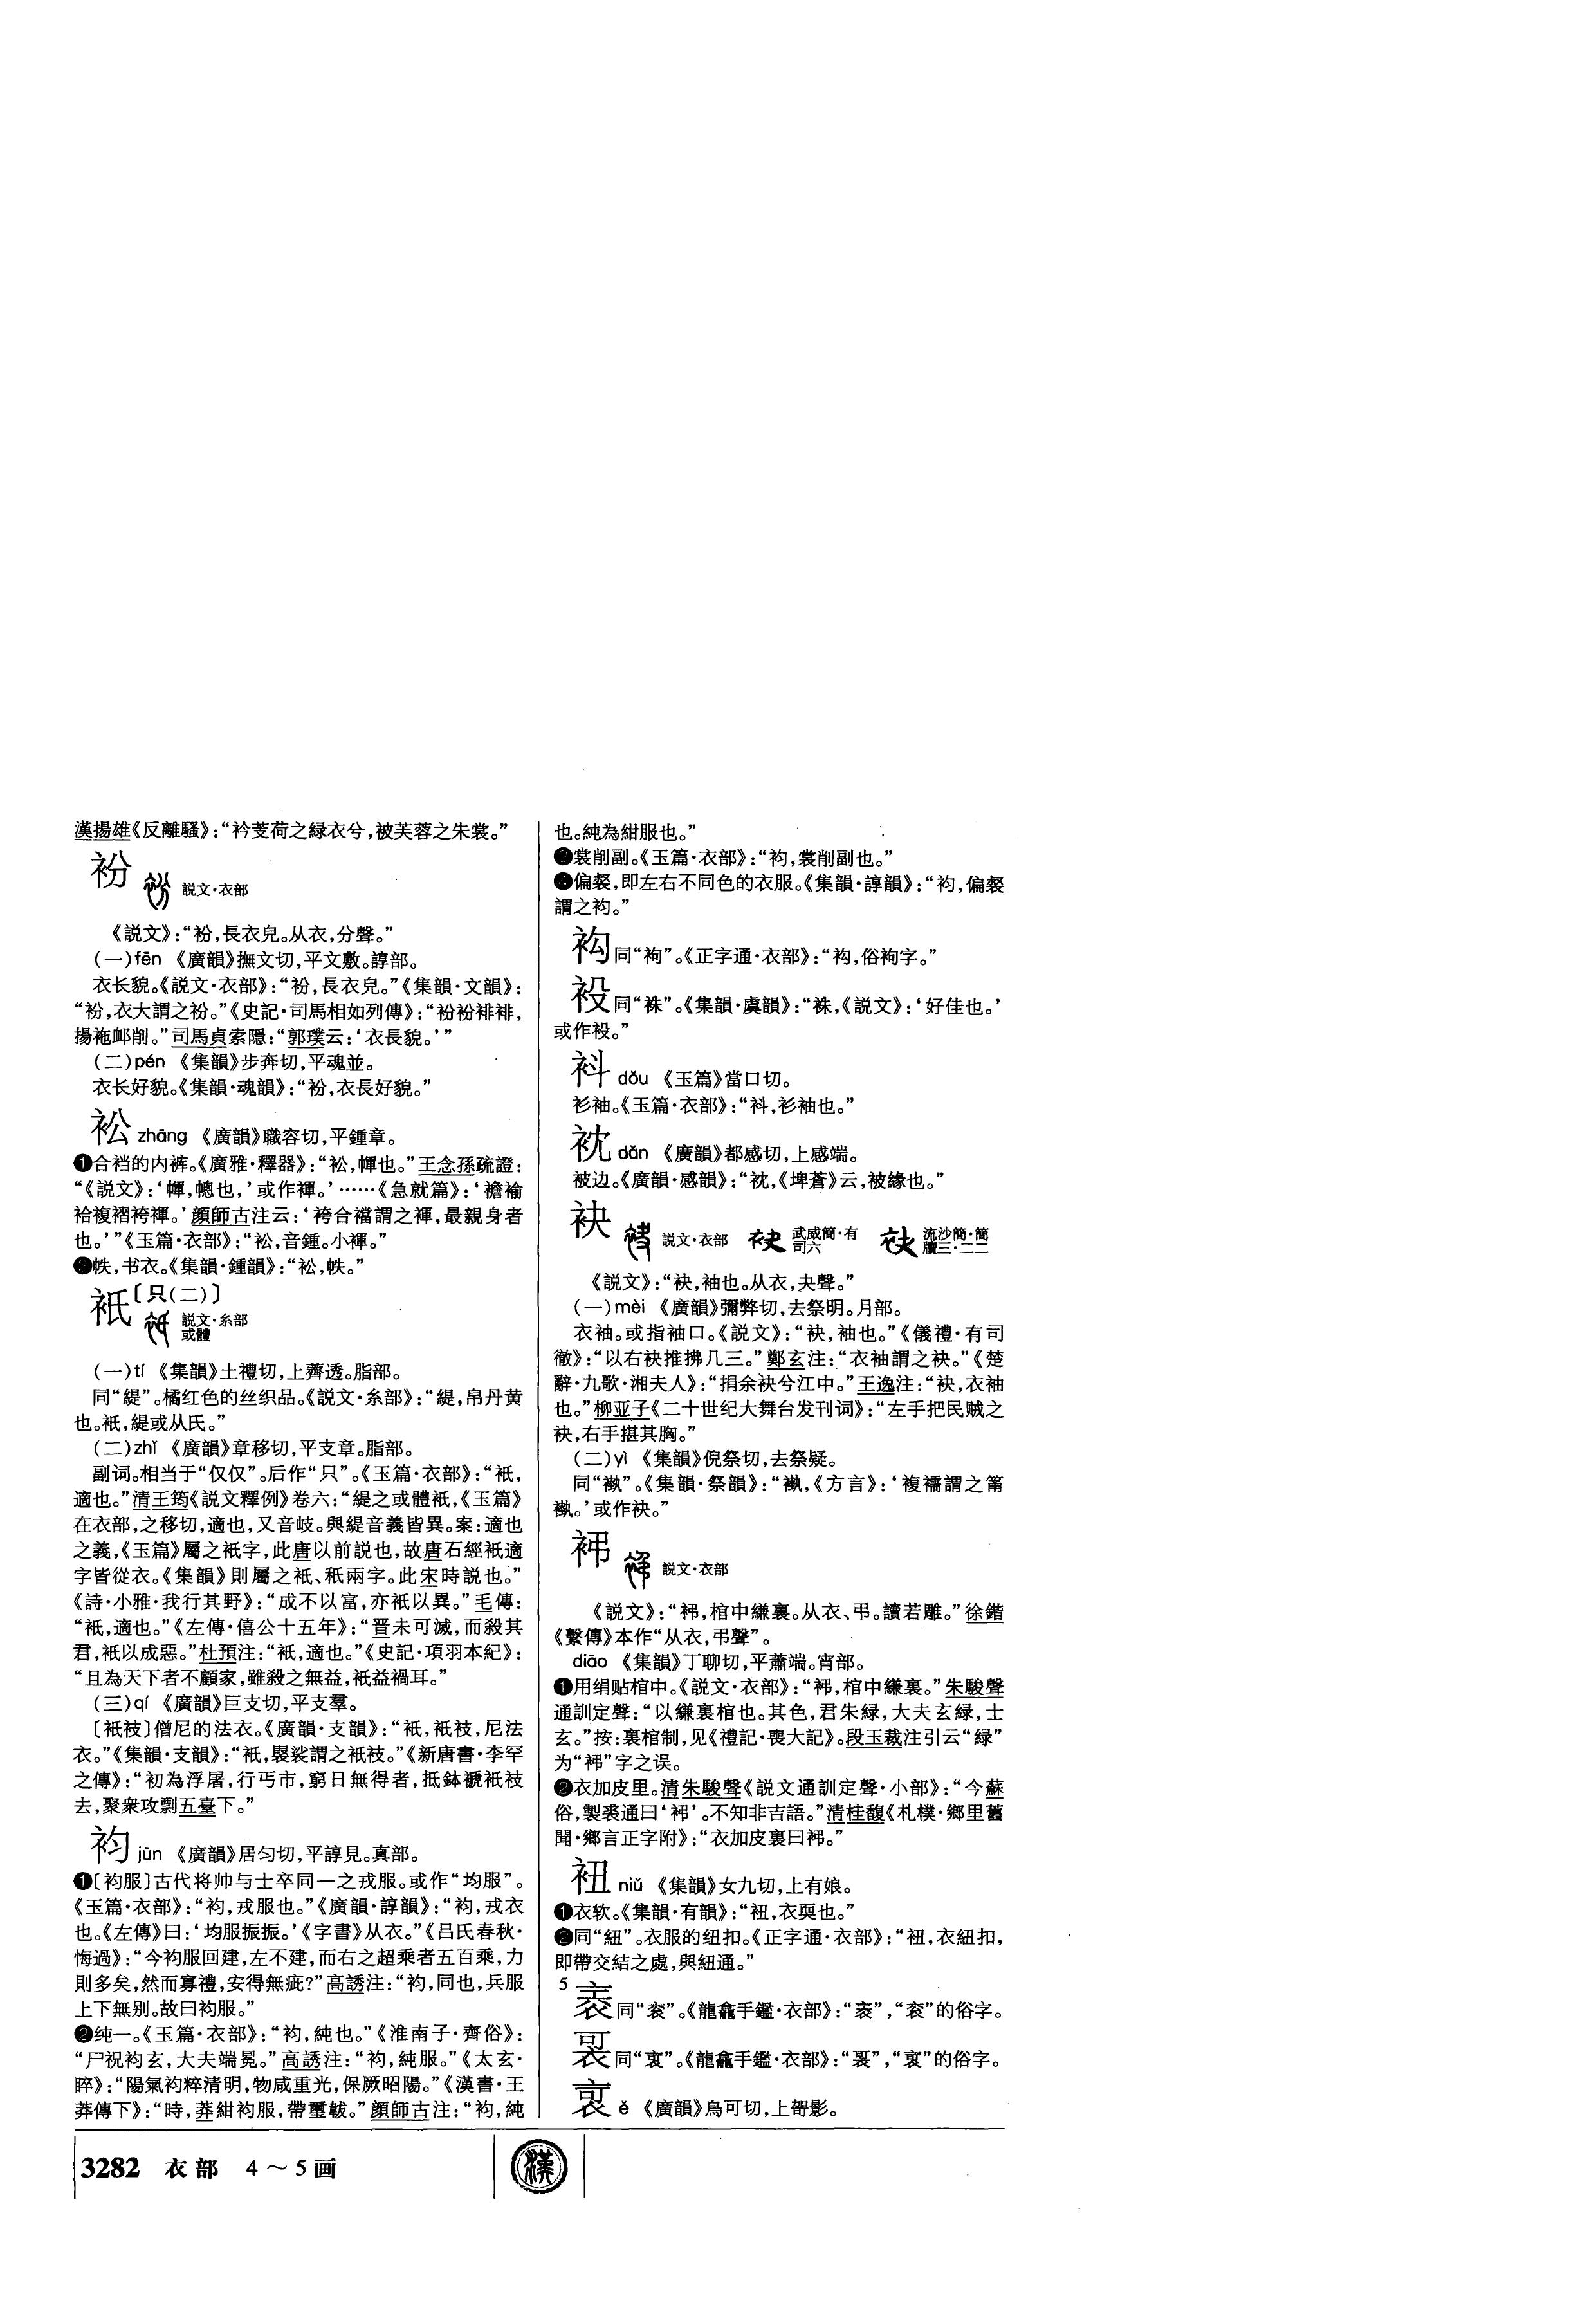 漢揚雄《反離騷》：“衿芰荷之緑衣兮，被芙蓉之朱裳。”
衯 説文·衣部
《説文》：“衯，長衣皃。从衣，分聲。”
（一）fēn 《廣韻》撫文切，平文敷。諄部。
衣长貌。《説文·衣部》：“衯，長衣皃。”《集韻·文韻》：
“衯，衣大謂之衯。”《史記·司馬相如列傳》：“衯衯裶裶，
揚袘卹削。”司馬貞索隱：“郭璞云：‘衣長貌。’”
（二）pén 《集韻》步奔切，平魂並。
衣长好貌。《集韻·魂韻》：“衯，衣長好貌。”
衳 zhāng 《廣韻》職容切，平鍾章。
❶合裆的内裤。《廣雅·釋器》：“衳，㡓也。”王念孫疏證：
“《説文》：‘㡓，幒也，’或作褌。’……《急就篇》：‘襜褕
袷複褶袴褌。’顔師古注云：‘袴合襠謂之褌，最親身者
也。’”《玉篇·衣部》：“衳，音鍾。小褌。”
❷帙，书衣。《集韻·鍾韻》：“衳，帙。”
衹［只（二）］
説文·糸部
或體
（一）tí 《集韻》土禮切，上薺透。脂部。
同“緹”。橘红色的丝织品。《説文·糸部》：“緹，帛丹黄
也。衹，緹或从氏。”
（二）zhǐ 《廣韻》章移切，平支章。脂部。
副词。相当于“仅仅”。后作“只”。《玉篇·衣部》：“衹，
適也。”清王筠《説文釋例》卷六：“緹之或體衹，《玉篇》
在衣部，之移切，適也，又音岐。與緹音義皆異。案：適也
之義，《玉篇》屬之衹字，此唐以前説也，故唐石經衹適
字皆從衣。《集韻》則屬之衹、秖兩字。此宋時説也。”
《詩·小雅·我行其野》：“成不以富，亦衹以異。”毛傳：
“衹，適也。”《左傳·僖公十五年》：“晋未可滅，而殺其
君，衹以成惡。”杜預注：“衹，適也。”《史記·項羽本紀》：
“且為天下者不顧家，雖殺之無益，衹益禍耳。”
（三）qí 《廣韻》巨支切，平支羣。
〔衹衼〕僧尼的法衣。《廣韻·支韻》：“衹，衹衼，尼法
衣。”《集韻·支韻》：“衹，䙝裟謂之衹衼。”《新唐書·李罕
之傳》：“初為浮屠，行丐市，窮日無得者，抵鉢褫衹衼
去，聚衆攻剽五臺下。”
袀 jūn 《廣韻》居匀切，平諄見。真部。
❶〔袀服〕古代将帅与士卒同一之戎服。或作“均服”。
《玉篇·衣部》：“袀，戎服也。”《廣韻·諄韻》：“袀，戎衣
也。《左傳》曰：‘均服振振。’《字書》从衣。”《吕氏春秋·
悔過》：“今袀服回建，左不建，而右之超乘者五百乘，力
則多矣，然而寡禮，安得無疵？”高誘注：“袀，同也，兵服
上下無别。故曰袀服。”
❷纯一。《玉篇·衣部》：“袀，純也。”《淮南子·齊俗》：
“尸祝袀玄，大夫端冕。”高誘注：“袀，純服。”《太玄·
睟》：“陽氣袀粹清明，物咸重光，保厥昭陽。”《漢書·王
莽傳下》：“時，莽紺袀服，帶璽韍。”顔師古注：“袀，純
也。純為紺服也。”
❸裳削副。《玉篇·衣部》：“袀，裳削副也。”
❹偏裻，即左右不同色的衣服。《集韻·諄韻》：“袀，偏裻
謂之袀。”
袧 同“袧”。《正字通·衣部》：“袧，俗袧字。”
䘠 同“袾”。《集韻·虞韻》：“袾，《説文》：‘好佳也。’
或作䘠。”
䘞 dǒu 《玉篇》當口切。
衫袖。《玉篇·衣部》：“䘞，衫袖也。”
衴 dǎn 《廣韻》都感切，上感端。
被边。《廣韻·感韻》：“衴，《埤蒼》云，被緣也。”
袂 説文·衣部 武威簡·有司六 流沙簡·簡牘三·二二
《説文》：“袂，袖也。从衣，夬聲。”
（一）mèi 《廣韻》彌弊切，去祭明。月部。
衣袖。或指袖口。《説文》：“袂，袖也。”《儀禮·有司
徹》：“以右袂推拂几三。”鄭玄注：“衣袖謂之袂。”《楚
辭·九歌·湘夫人》：“捐余袂兮江中。”王逸注：“袂，衣袖
也。”柳亚子《二十世纪大舞台发刊词》：“左手把民贼之
袂，右手揕其胸。”
（二）yì 《集韻》倪祭切，去祭疑。
同“褹”。《集韻·祭韻》：“褹，《方言》：‘複襦謂之筩
褹。’或作袂。”
䘟 説文·衣部
《説文》：“䘟，棺中縑裏。从衣、弔。讀若雕。”徐鍇
《繫傳》本作“从衣，弔聲”。
diāo 《集韻》丁聊切，平蕭端。宵部。
❶用绢贴棺中。《説文·衣部》：“䘟，棺中縑裏。”朱駿聲
通訓定聲：“以縑裏棺也。其色，君朱緑，大夫玄緑，士
玄。”按：裏棺制，见《禮記·喪大記》。段玉裁注引云“緑”
为“䘟”字之误。
❷衣加皮里。清朱駿聲《説文通訓定聲·小部》：“今蘇
俗，製裘通曰‘䘟’。不知非吉語。”清桂馥《札樸·鄉里舊
聞·鄉言正字附》：“衣加皮裏曰䘟。”
衵 niǔ 《集韻》女九切，上有娘。
❶衣软。《集韻·有韻》：“䘥，衣耎也。”
❷同“紐”。衣服的纽扣。《正字通·衣部》：“䘥，衣紐扣，
即帶交結之處，與紐通。”
5
同“衮”。《龍龕手鑑·衣部》：
同“𧙃”。《龍龕手鑑·衣部》：
ě 《廣韻》烏可切，上哿影。
3282 衣部 4～5画
漢